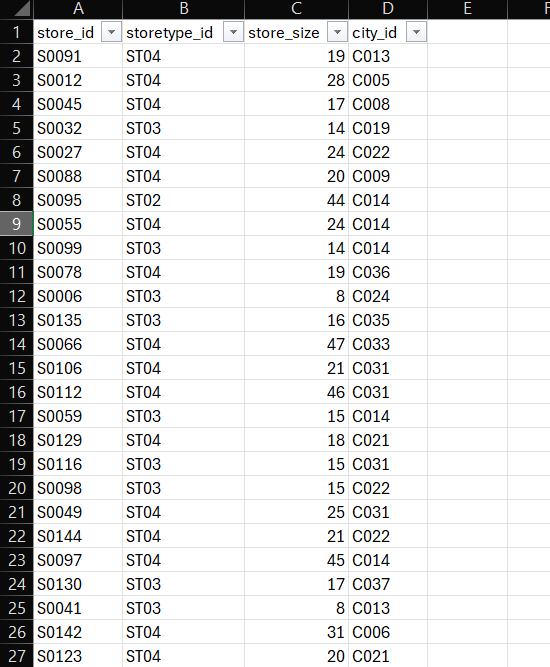 A B C D E F
1 store_id storetype_id store_size city_id
2 S0091 ST04 19 C013
3 S0012 ST04 28 C005
4 S0045 ST04 17 C008
5 S0032 ST03 14 C019
6 S0027 ST04 24 C022
7 S0088 ST04 20 C009
8 S0095 ST02 44 C014
9 S0055 ST04 24 C014
10 S0099 ST03 14 C014
11 S0078 ST04 19 C036
12 S0006 ST03 8 C024
13 S0135 ST03 16 C035
14 S0066 ST04 47 C033
15 S0106 ST04 21 C031
16 S0112 ST04 46 C031
17 S0059 ST03 15 C014
18 S0129 ST04 18 C021
19 S0116 ST03 15 C031
20 S0098 ST03 15 C022
21 S0049 ST04 25 C031
22 S0144 ST04 21 C022
23 S0097 ST04 45 C014
24 S0130 ST03 17 C037
25 S0041 ST03 8 C013
26 S0142 ST04 31 C006
27 S0123 ST04 20 C021